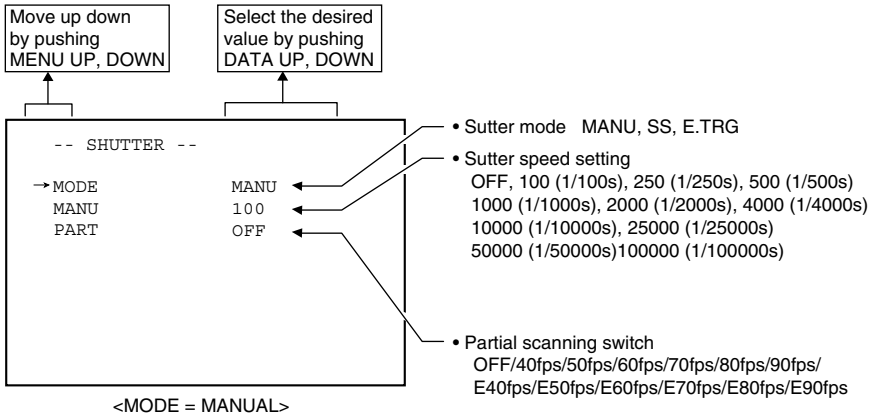 Move up down
by pushing
MENU UP, DOWN
Select the desired
value by pushing
DATA UP, DOWN
-- SHUTTER --
→MODE MANU
MANU 100
PART OFF
• Sutter mode MANU, SS, E.TRG
• Sutter speed setting
OFF, 100 (1/100s), 250 (1/250s), 500 (1/500s)
1000 (1/1000s), 2000 (1/2000s), 4000 (1/4000s)
10000 (1/10000s), 25000 (1/25000s)
50000 (1/50000s)100000 (1/100000s)
• Partial scanning switch
OFF/40fps/50fps/60fps/70fps/80fps/90fps/
E40fps/E50fps/E60fps/E70fps/E80fps/E90fps
<MODE = MANUAL>